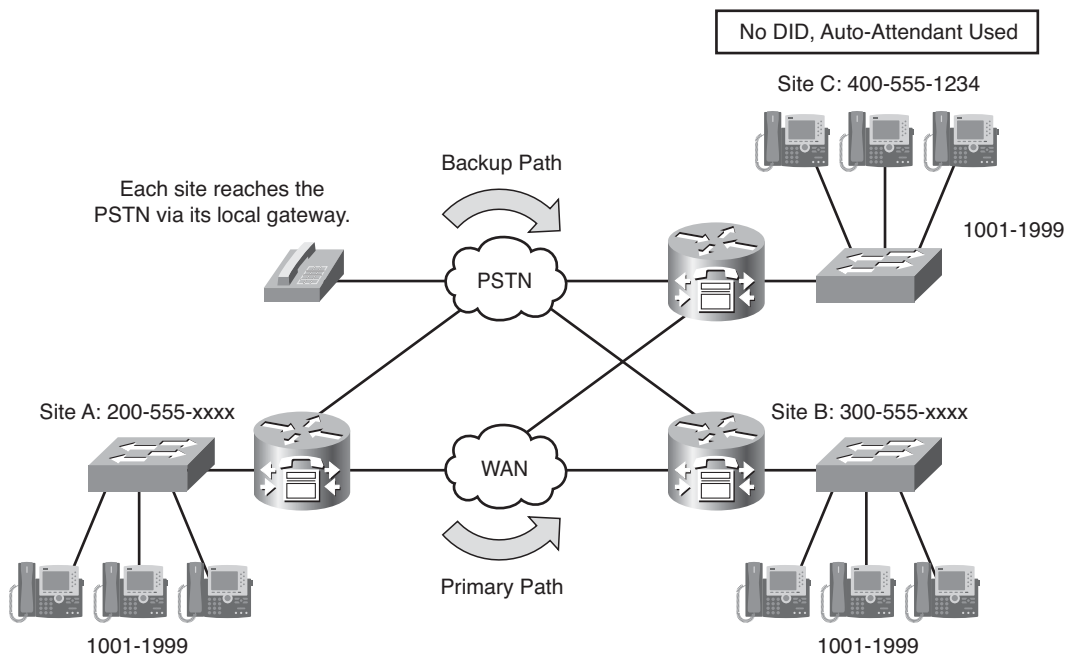 No DID, Auto-Attendant Used
Site C: 400-555-1234
Backup Path
Each site reaches the
PSTN via its local gateway.
1001-1999
PSTN
Site A: 200-555-xxxx
Site B: 300-555-xxxx
WAN
Primary Path
1001-1999
1001-1999